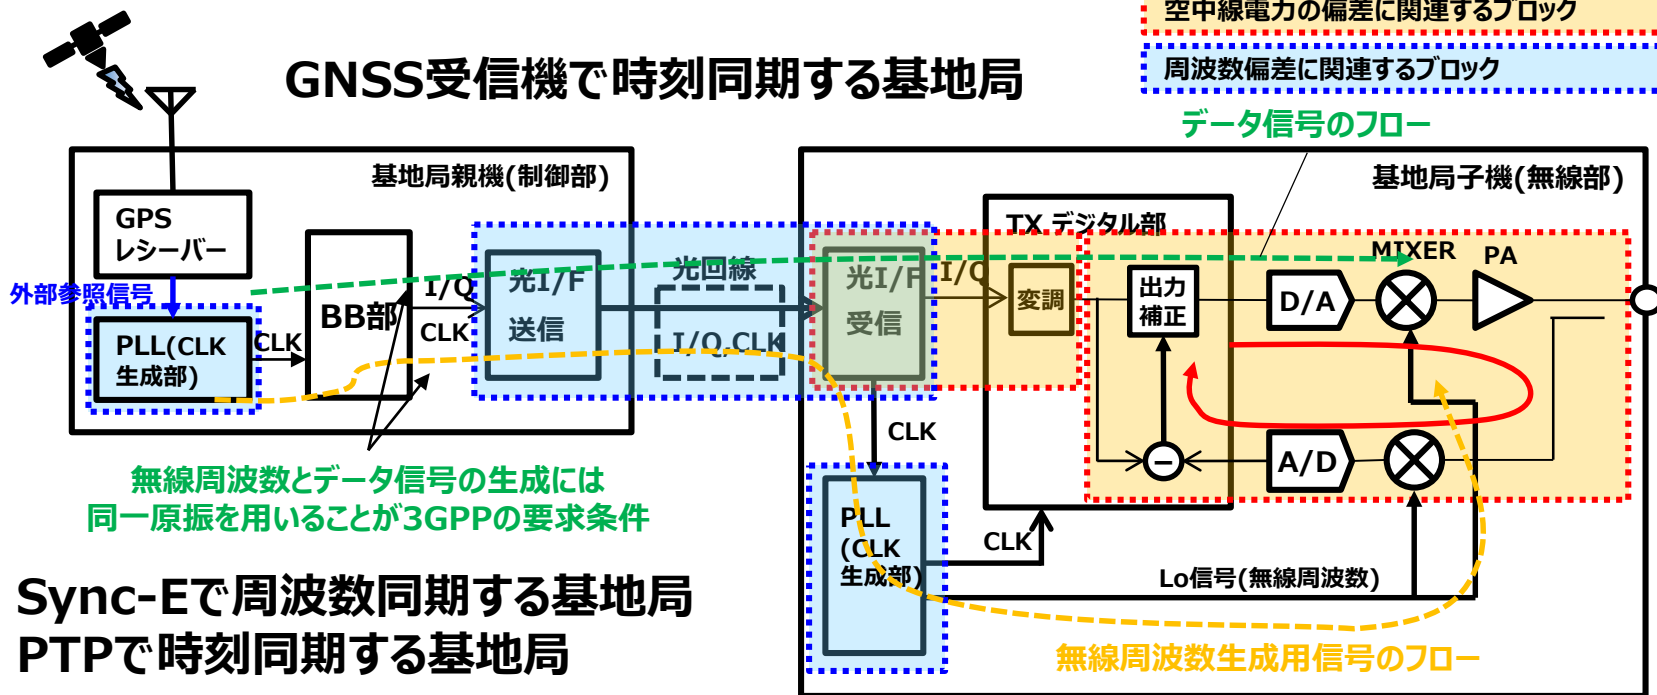 空中線電力の偏差に関連するブロック
GNSS受信機で時刻同期する基地局
周波数偏差に関連するブロック
データ信号のフロー
基地局親機(制御部)
基地局子機(無線部)
GPS
レシーバー
TX デジタル部
MIXER
PA
外部参照信号
BB部
I/Q
CLK
光I/F
送信
光回線
I/Q,CLK
光I/F
受信
I/Q
変調
出力
補正
D/A
PLL(CLK
生成部)
CLK
CLK
−
A/D
無線周波数とデータ信号の生成には
同一原振を用いることが3GPPの要求条件
PLL
(CLK
生成部)
CLK
Lo信号(無線周波数)
Sync-Eで周波数同期する基地局
PTPで時刻同期する基地局
無線周波数生成用信号のフロー